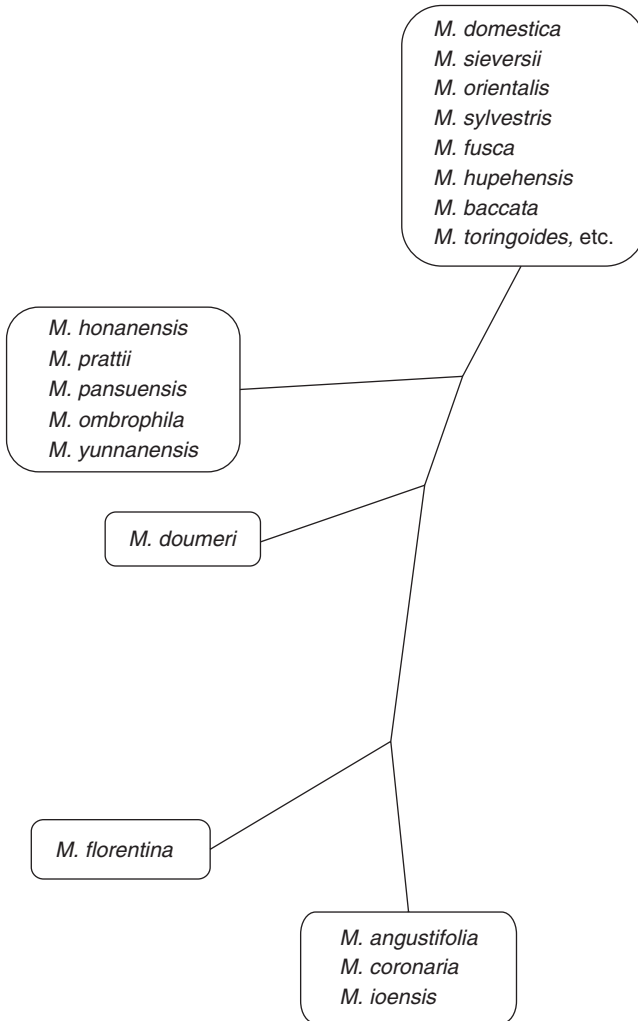 M. domestica
M. sieversii
M. orientalis
M. sylvestris
M. fusca
M. hupehensis
M. baccata
M. toringoides, etc.
M. honanensis
M. prattii
M. pansuensis
M. ombrophila
M. yunnanensis
M. doumeri
M. florentina
M. angustifolia
M. coronaria
M. ioensis